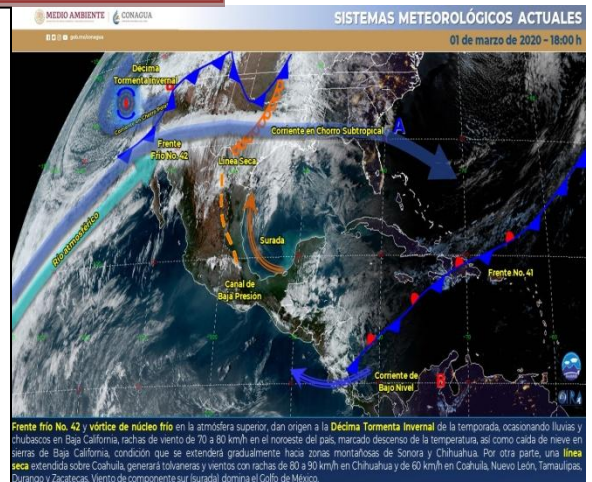 MEDIO AMBIENTE
CONAGUA
gob.mx/conagua
SISTEMAS METEOROLÓGICOS ACTUALES
01 de marzo de 2020 – 18:00 h
Décima
Tormenta Invernal
B
Corriente en Chorro Polar
Frente
Frío No. 42
Río atmosférico
Corriente en Chorro Subtropical
A
Línea Seca
Surada
Canal de
Baja Presión
Frente No. 41
Corriente de
Bajo Nivel
B
Frente frío No. 42 y vórtice de núcleo frío en la atmósfera superior, dan origen a la Décima Tormenta Invernal de la temporada, ocasionando lluvias y
chubascos en Baja California, rachas de viento de 70 a 80 km/h en el noroeste del país, marcado descenso de la temperatura, así como caída de nieve en
sierras de Baja California, condición que se extenderá gradualmente hacia zonas montañosas de Sonora y Chihuahua. Por otra parte, una línea
seca extendida sobre Coahuila, generará tolvaneras y vientos con rachas de 80 a 90 km/h en Chihuahua y de 60 km/h en Coahuila, Nuevo León, Tamaulipas,
Durango y Zacatecas. Viento de componente sur (surada) domina el Golfo de México.